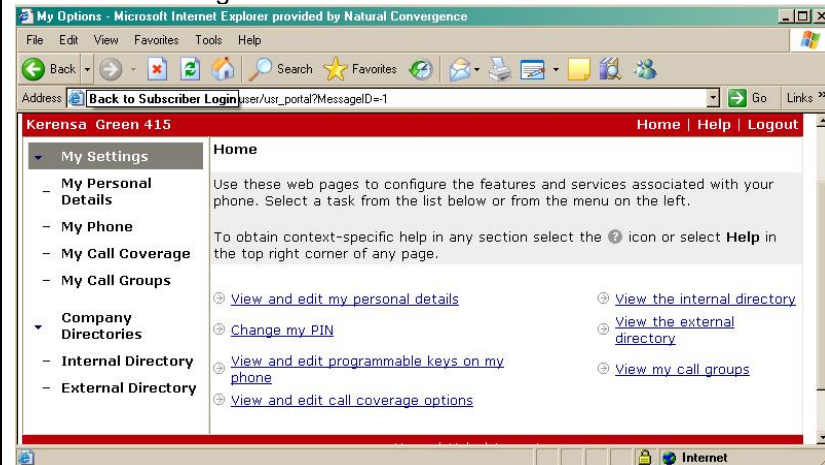 My Options - Microsoft Internet Explorer provided by Natural Convergence
File Edit View Favorites Tools Help
Back Search Favorites
Address Back to Subscriber Login user/usr_portal?MessageID=-1 Go Links »
Kerensa Green 415 Home | Help | Logout
My Settings
– My Personal
Details
– My Phone
– My Call Coverage
– My Call Groups
Company
Directories
– Internal Directory
– External Directory
Home
Use these web pages to configure the features and services associated with your
phone. Select a task from the list below or from the menu on the left.
To obtain context-specific help in any section select the ? icon or select Help in
the top right corner of any page.
View and edit my personal details
Change my PIN
View and edit programmable keys on my
phone
View and edit call coverage options
View the internal directory
View the external
directory
View my call groups
Internet